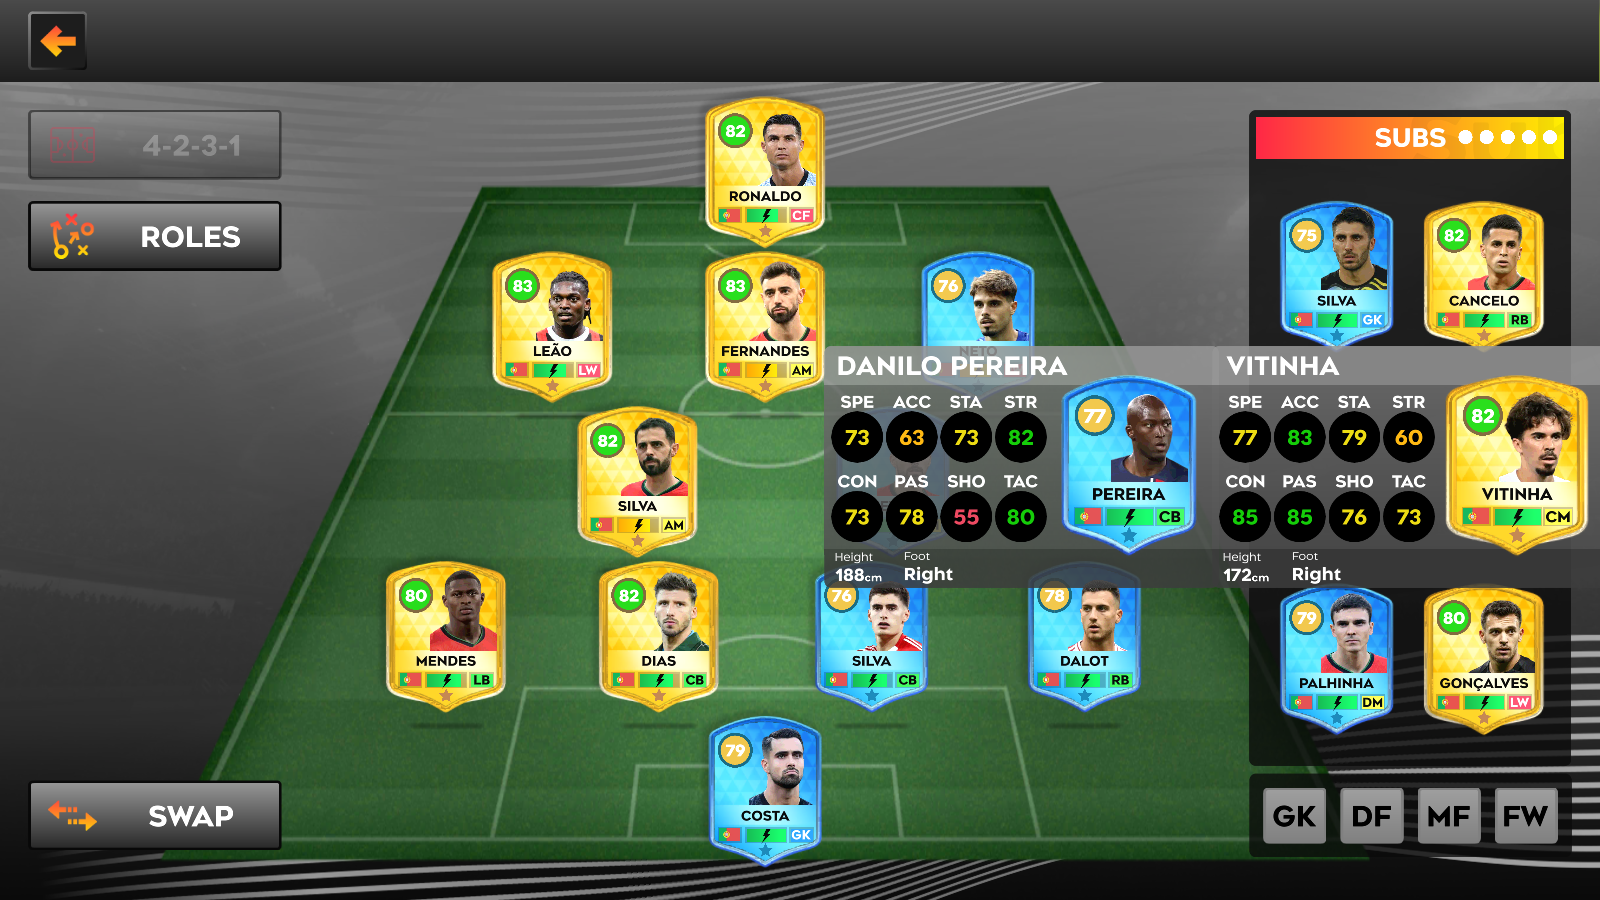 4-2-3-1
ROLES
SWAP
82
RONALDO
CF
83
LEÃO
LW
83
FERNANDES
AM
76
NETO
82
SILVA
AM
80
MENDES
LB
82
DIAS
CB
76
SILVA
CB
78
DALOT
RB
79
COSTA
GK
DANILO PEREIRA
SPE ACC STA STR
73 63 73 82
CON PAS SHO TAC
73 78 55 80
Height Foot
188cm Right
77
PEREIRA
CB
VITINHA
SPE ACC STA STR
77 83 79 60
CON PAS SHO TAC
85 85 76 73
Height Foot
172cm Right
82
VITINHA
CM
SUBS
75
SILVA
GK
82
CANCELO
RB
79
PALHINHA
DM
80
GONÇALVES
LW
GK DF MF FW